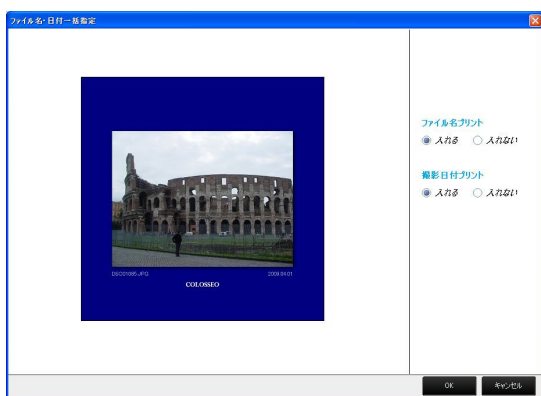 ファイル名・日付一括指定
ファイル名プリント
入れる 入れない
撮影日付プリント
入れる 入れない
DSC01085.JPG 2009.04.01
COLOSSEO
OK キャンセル